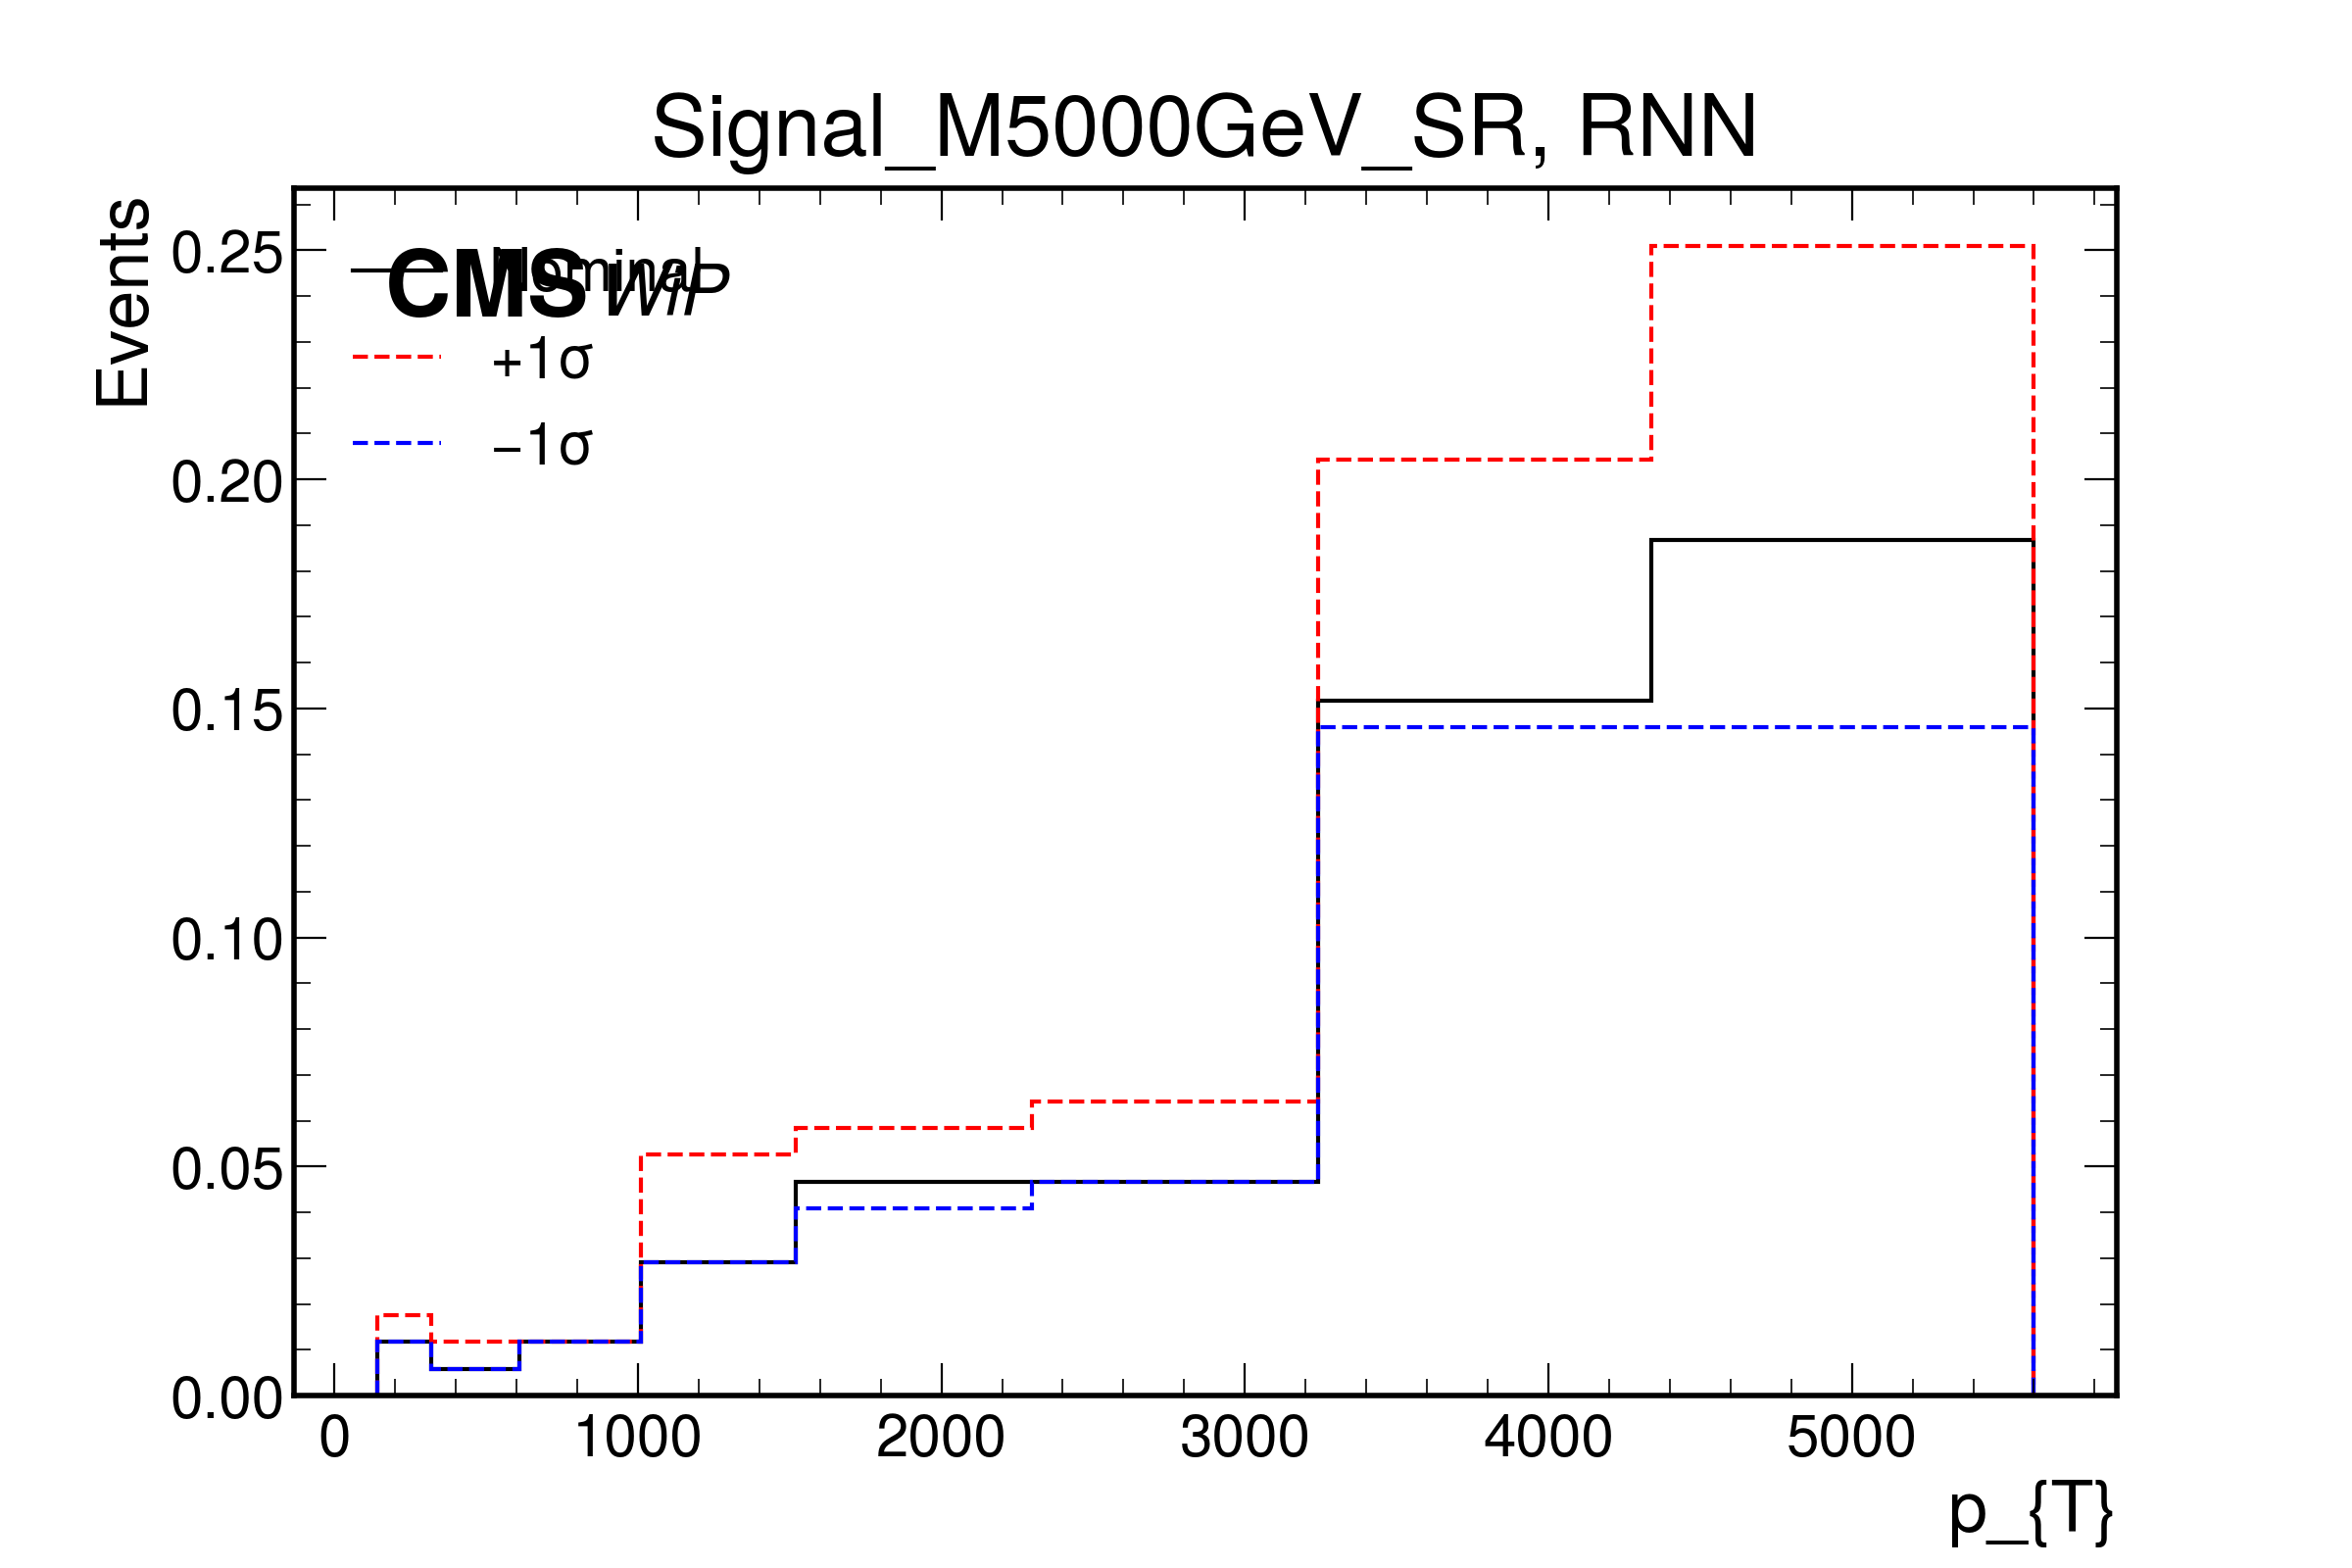 Signal_M5000GeV_SR, RNN
Events
CMS WiP
Nominal
+1σ
−1σ
0.25
0.20
0.15
0.10
0.05
0.00
0 1000 2000 3000 4000 5000
p_{T}